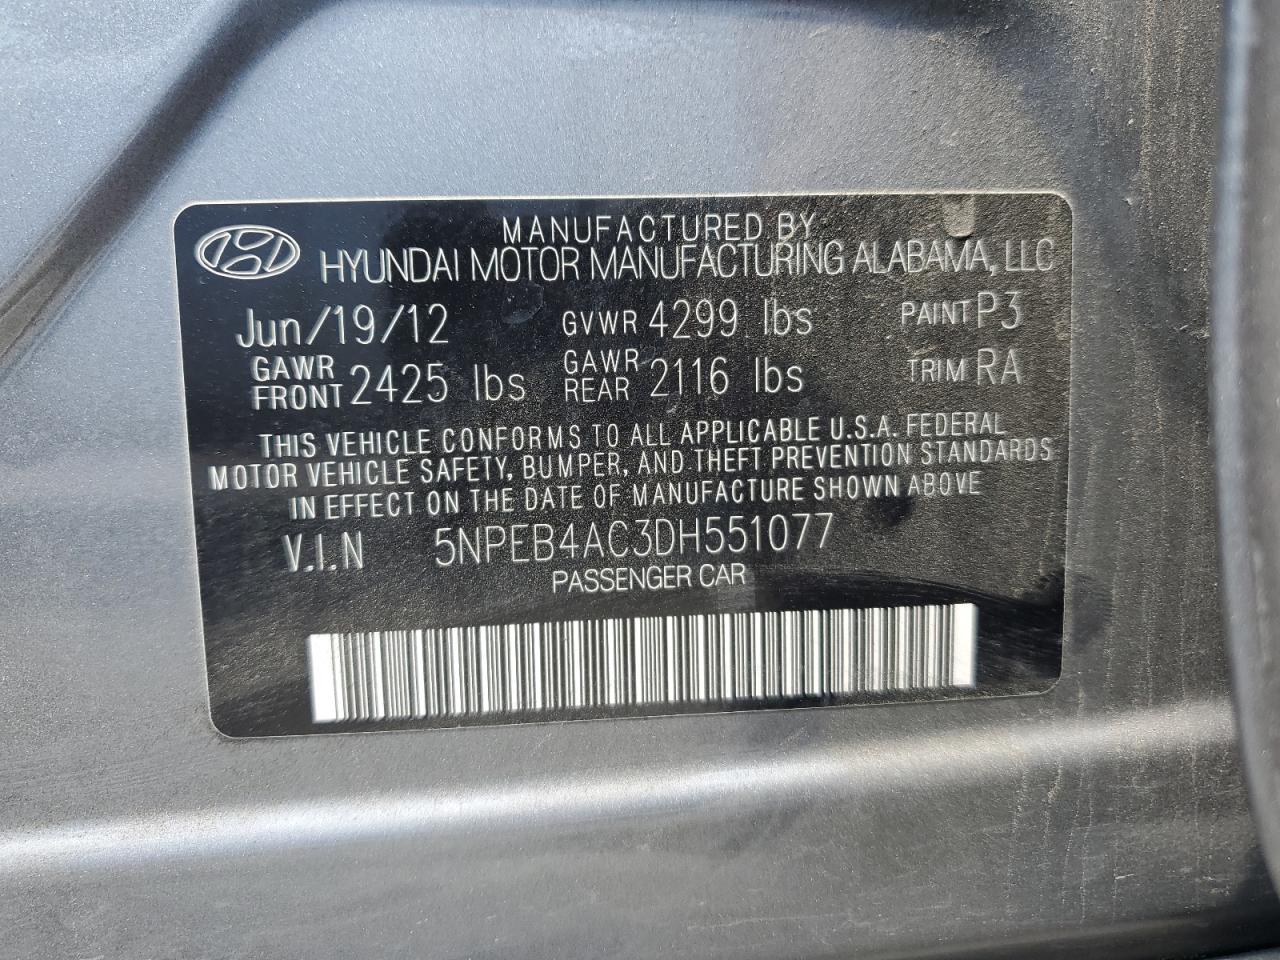 MANUFACTURED BY
HYUNDAI MOTOR MANUFACTURING ALABAMA, LLC
Jun/19/12 GVWR 4299 lbs PAINT P3
GAWR FRONT 2425 lbs GAWR REAR 2116 lbs TRIM RA
THIS VEHICLE CONFORMS TO ALL APPLICABLE U.S.A. FEDERAL
MOTOR VEHICLE SAFETY, BUMPER, AND THEFT PREVENTION STANDARDS
IN EFFECT ON THE DATE OF MANUFACTURE SHOWN ABOVE
V.I.N 5NPEB4AC3DH551077
PASSENGER CAR